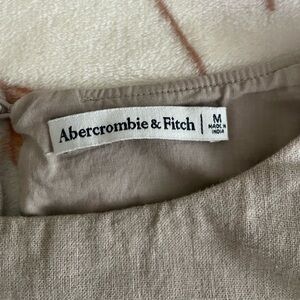 Abercrombie & Fitch
M
MADE IN
INDIA